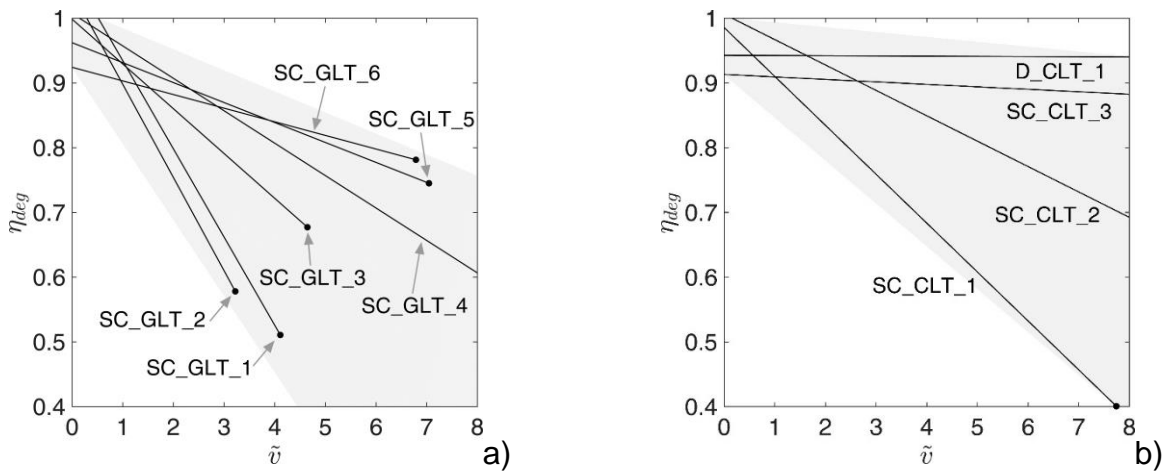 1
0.9
0.8
0.7
0.6
0.5
0.4
η_deg
SC_GLT_6
SC_GLT_5
SC_GLT_3
SC_GLT_4
SC_GLT_2
SC_GLT_1
0 1 2 3 4 5 6 7 8
ṽ
a)
1
0.9
0.8
0.7
0.6
0.5
0.4
η_deg
D_CLT_1
SC_CLT_3
SC_CLT_2
SC_CLT_1
0 1 2 3 4 5 6 7 8
ṽ
b)